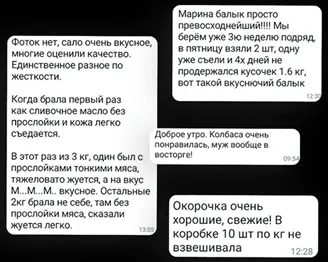 Фоток нет, сало очень вкусное,
многие оценили качество.
Единственное разное по
жесткости.
Когда брала первый раз
как сливочное масло без
прослойки и кожа легко
съедается.
В этот раз из 3 кг, один был с
прослойками тонкими мяса,
тяжеловато жуется, а на вкус
М...М...М.. вкусное. Остальные
2кг брала не себе, там без
прослойки мяса, сказали
жуется легко.
13:05
Марина балык просто
превосходнейший!!!! Мы
берём уже 3ю неделю подряд,
в пятницу взяли 2 шт, одну
уже съели и 4х дней не
продержался кусочек 1.6 кг,
вот такой вкуснючий балык
12:30
Доброе утро. Колбаса очень
понравилась, муж вообще в
восторге!
09:54
Окорочка очень
хорошие, свежие! В
коробке 10 шт по кг не
взвешивала
12:28